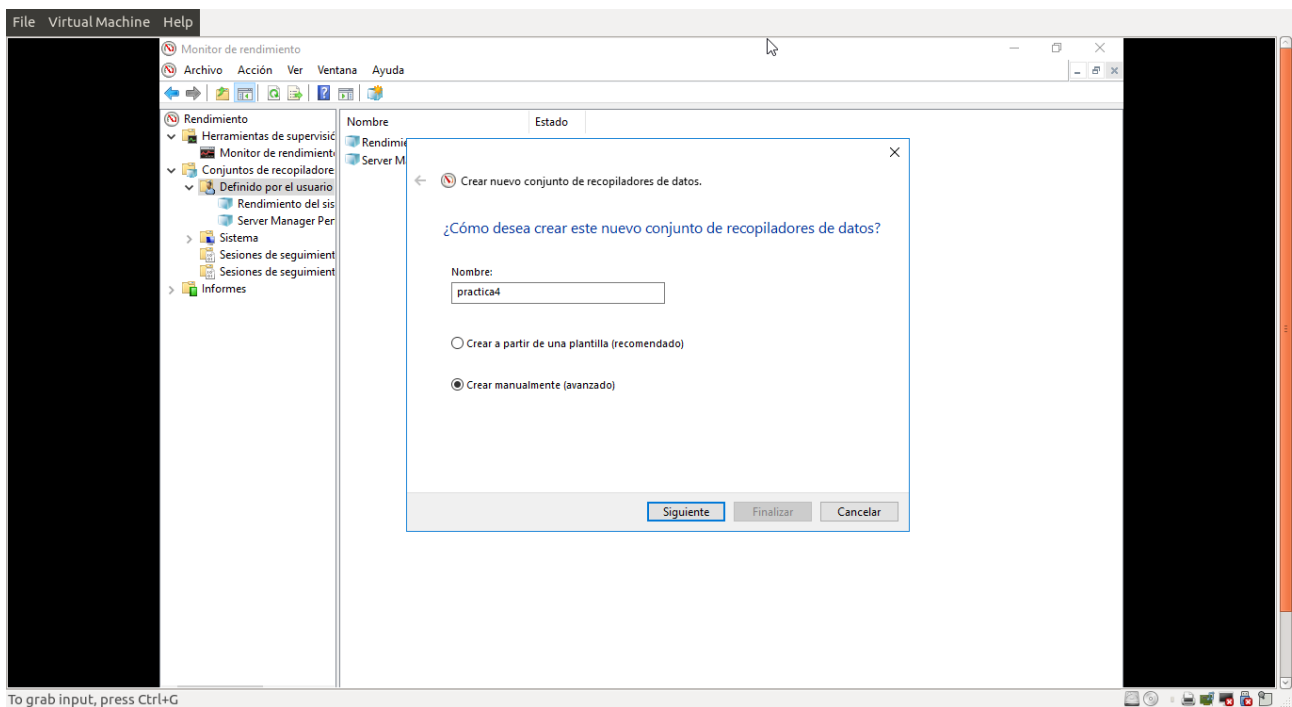 File Virtual Machine Help
Monitor de rendimiento
Archivo Acción Ver Ventana Ayuda
Rendimiento
Herramientas de supervisió
Monitor de rendimient
Conjuntos de recopiladore
Definido por el usuario
Rendimiento del sis
Server Manager Per
Sistema
Sesiones de seguimient
Sesiones de seguimient
Informes
Nombre Estado
Rendimie
Server M
Crear nuevo conjunto de recopiladores de datos.
¿Cómo desea crear este nuevo conjunto de recopiladores de datos?
Nombre:
practica4
Crear a partir de una plantilla (recomendado)
Crear manualmente (avanzado)
Siguiente Finalizar Cancelar
To grab input, press Ctrl+G